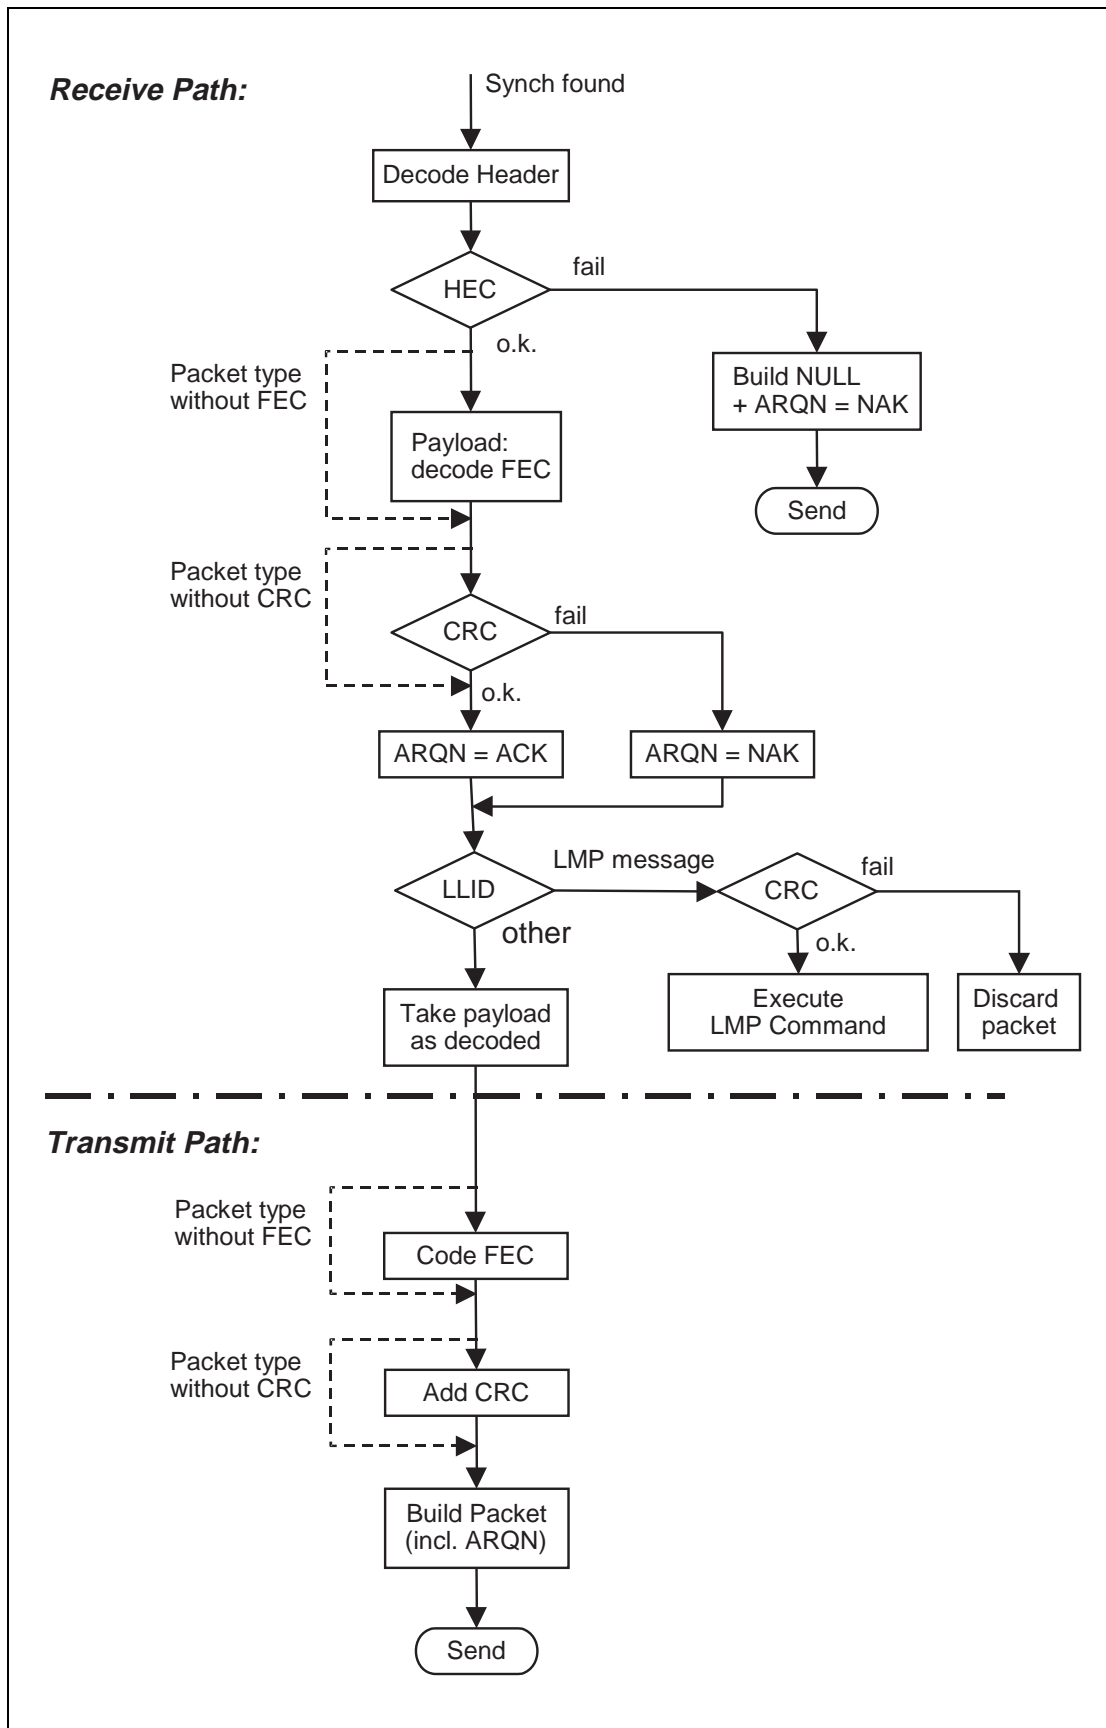 Receive Path:
Synch found
Decode Header
HEC
fail
o.k.
Packet type
without FEC
Build NULL
+ ARQN = NAK
Payload:
decode FEC
Send
Packet type
without CRC
CRC
fail
o.k.
ARQN = ACK
ARQN = NAK
LLID
LMP message
CRC
fail
other
o.k.
Take payload
as decoded
Execute
LMP Command
Discard
packet
Transmit Path:
Packet type
without FEC
Code FEC
Packet type
without CRC
Add CRC
Build Packet
(incl. ARQN)
Send